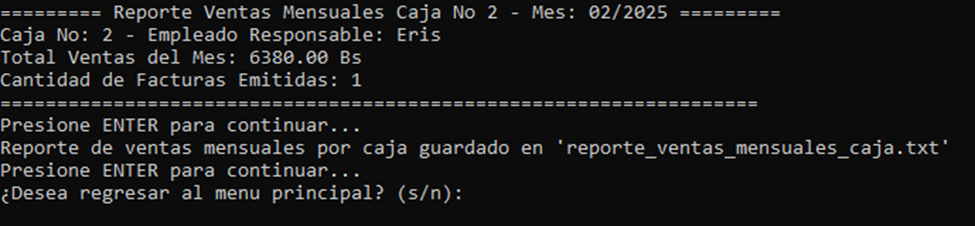 ========= Reporte Ventas Mensuales Caja No 2 - Mes: 02/2025 =========
Caja No: 2 - Empleado Responsable: Eris
Total Ventas del Mes: 6380.00 Bs
Cantidad de Facturas Emitidas: 1
===================================================================
Presione ENTER para continuar...
Reporte de ventas mensuales por caja guardado en 'reporte_ventas_mensuales_caja.txt'
Presione ENTER para continuar...
¿Desea regresar al menu principal? (s/n):